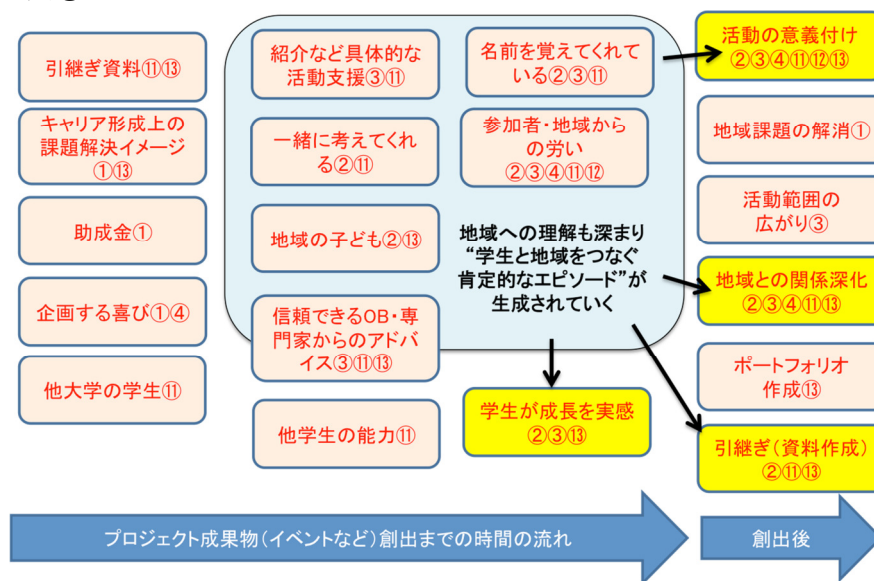 引継ぎ資料⑪⑬
キャリア形成上の
課題解決イメージ
①⑬
助成金①
企画する喜び①④
他大学の学生⑪
紹介など具体的な
活動支援③⑪
一緒に考えてくれ
る②⑪
地域の子ども②⑬
信頼できるOB・専
門家からのアドバ
イス③⑪⑬
他学生の能力⑪
名前を覚えてくれて
いる②③⑪
参加者・地域から
の労い
②③④⑪⑫
地域への理解も深まり
“学生と地域をつなぐ
肯定的なエピソード”が
生成されていく
学生が成長を実感
②③⑬
活動の意義付け
②③④⑪⑫⑬
地域課題の解消①
活動範囲の
広がり③
地域との関係深化
②③④⑪⑬
ポートフォリオ
作成⑬
引継ぎ(資料作成)
②⑪⑬
プロジェクト成果物(イベントなど)創出までの時間の流れ
創出後